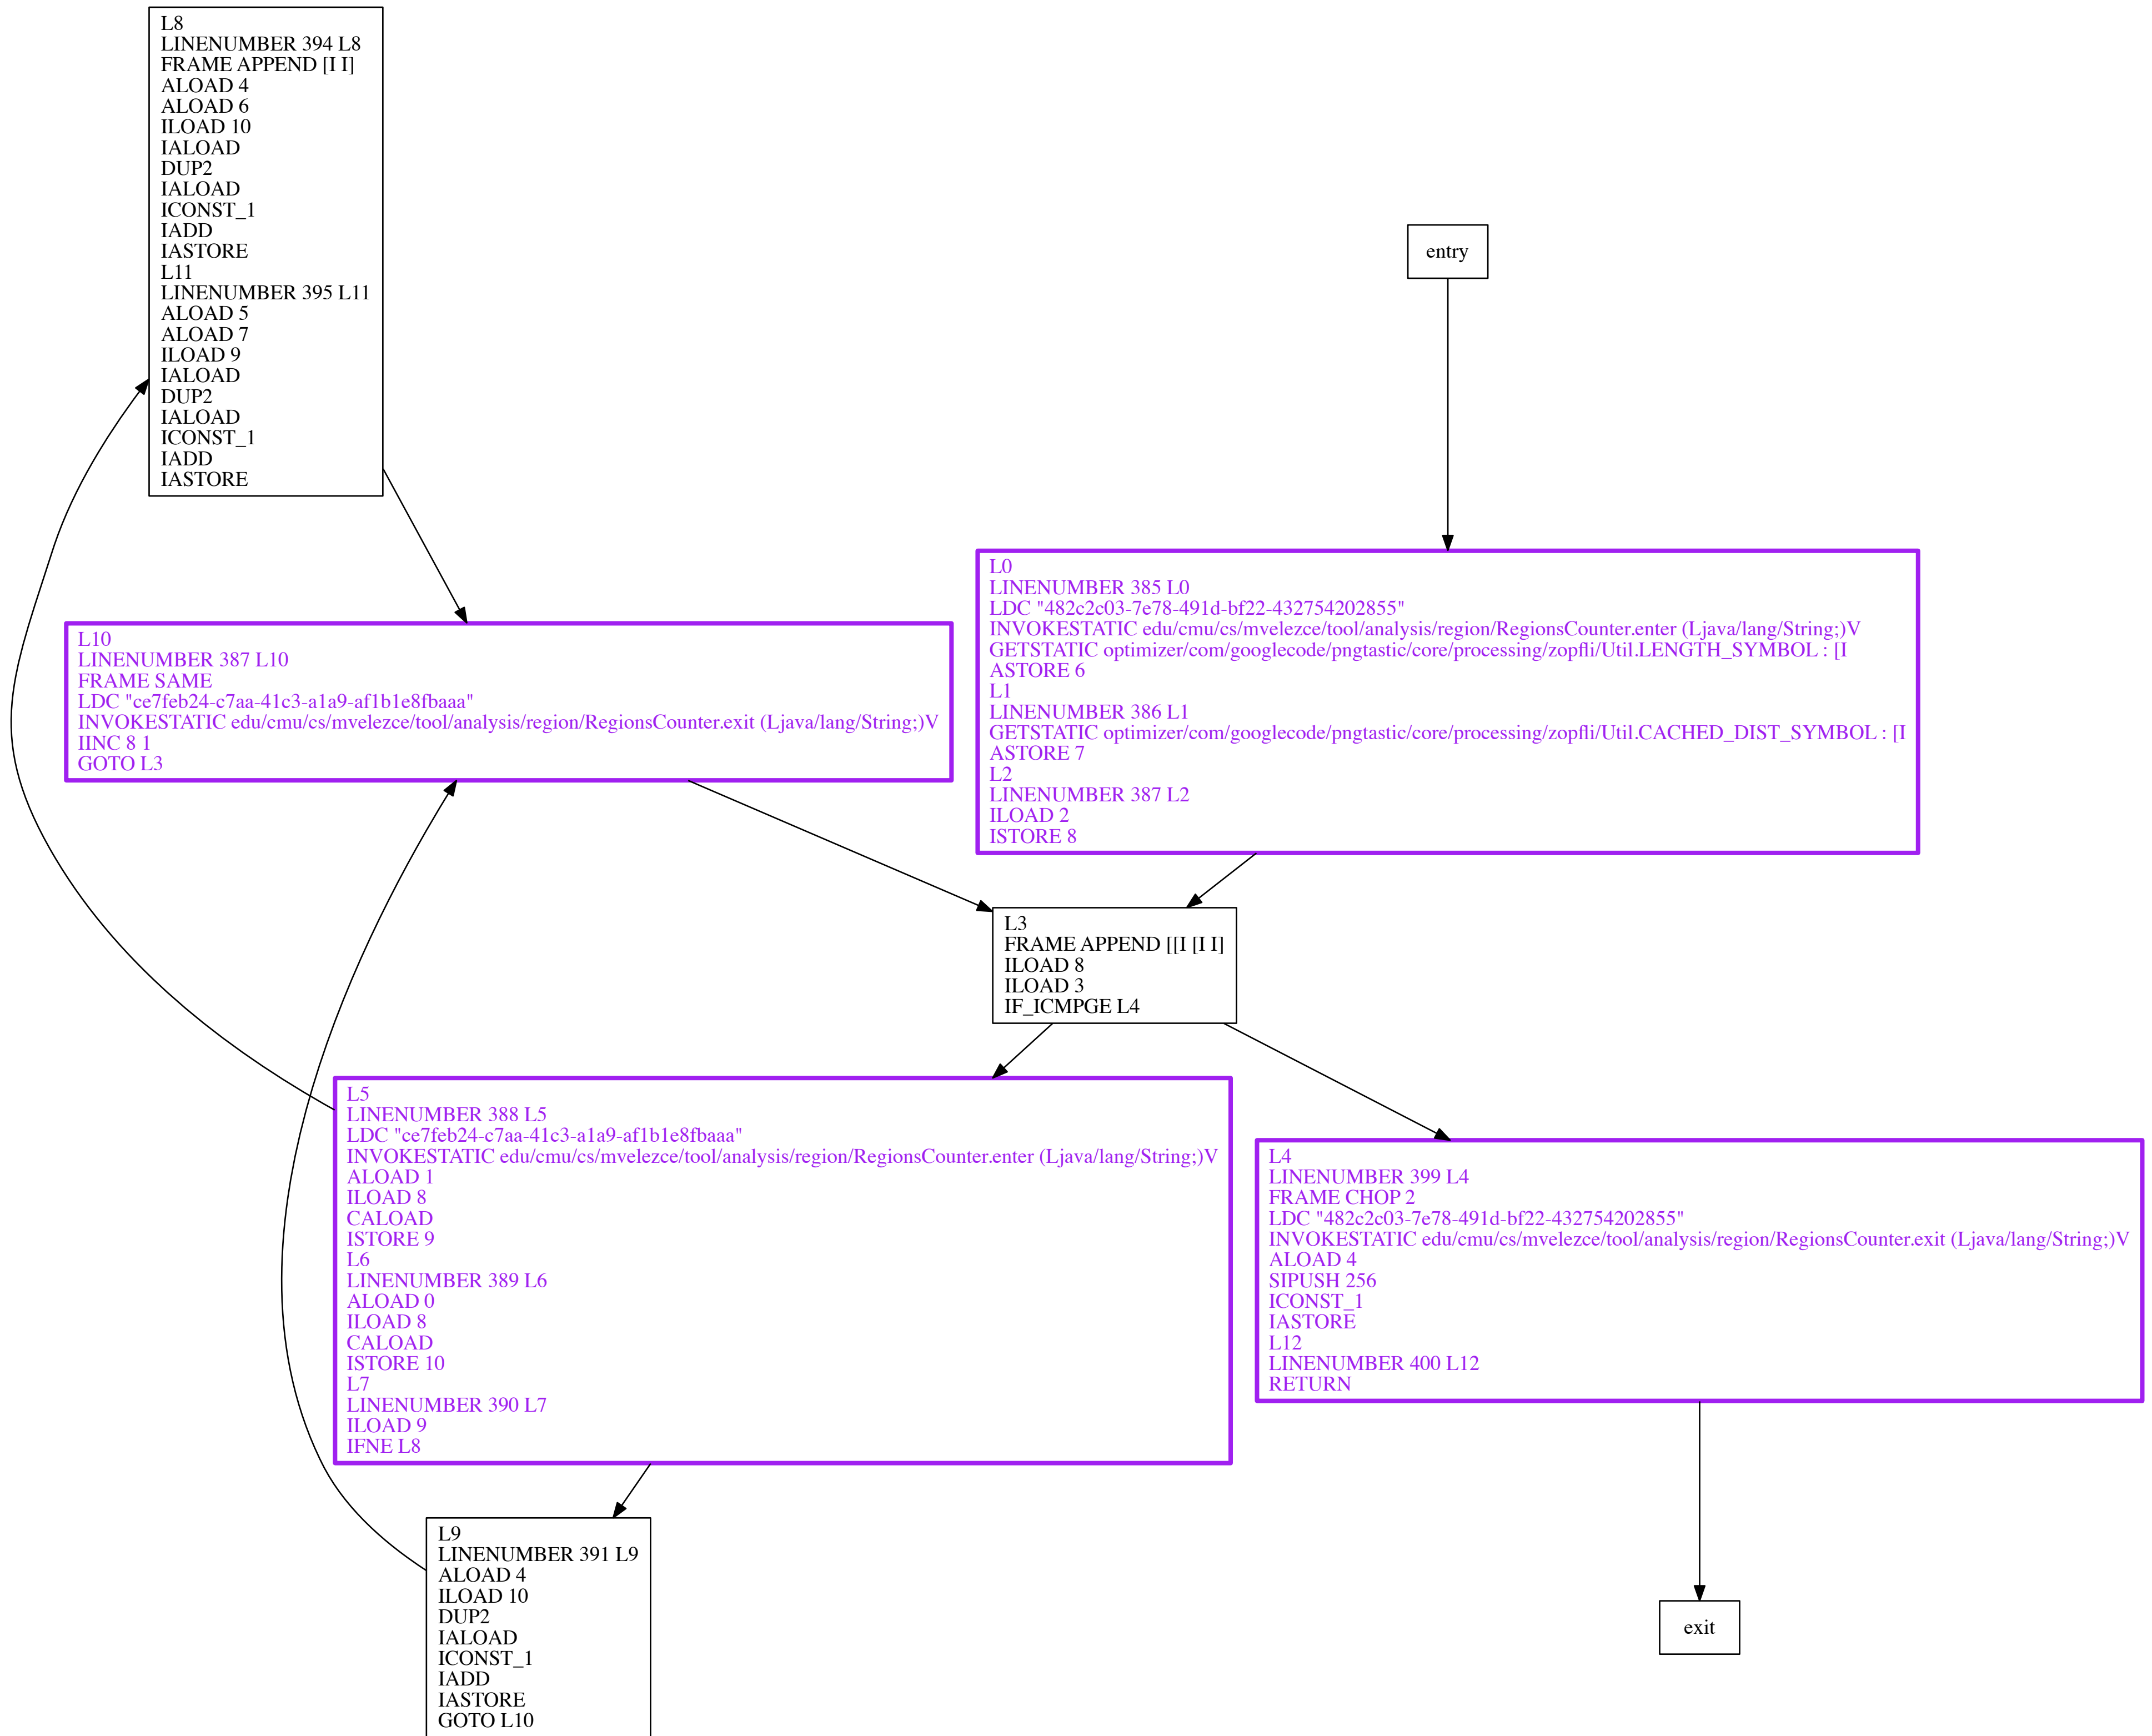 L8
LINENUMBER 394 L8
FRAME APPEND [I I]
ALOAD 4
ALOAD 6
ILOAD 10
IALOAD
DUP2
IALOAD
ICONST_1
IADD
IASTORE
L11
LINENUMBER 395 L11
ALOAD 5
ALOAD 7
ILOAD 9
IALOAD
DUP2
IALOAD
ICONST_1
IADD
IASTORE
entry
L0
LINENUMBER 385 L0
LDC "482c2c03-7e78-491d-bf22-432754202855"
INVOKESTATIC edu/cmu/cs/mvelezce/tool/analysis/region/RegionsCounter.enter (Ljava/lang/String;)V
GETSTATIC optimizer/com/googlecode/pngtastic/core/processing/zopfli/Util.LENGTH_SYMBOL : [I
ASTORE 6
L1
LINENUMBER 386 L1
GETSTATIC optimizer/com/googlecode/pngtastic/core/processing/zopfli/Util.CACHED_DIST_SYMBOL : [I
ASTORE 7
L2
LINENUMBER 387 L2
ILOAD 2
ISTORE 8
L10
LINENUMBER 387 L10
FRAME SAME
LDC "ce7feb24-c7aa-41c3-a1a9-af1b1e8fbaaa"
INVOKESTATIC edu/cmu/cs/mvelezce/tool/analysis/region/RegionsCounter.exit (Ljava/lang/String;)V
IINC 8 1
GOTO L3
L3
FRAME APPEND [[I [I I]
ILOAD 8
ILOAD 3
IF_ICMPGE L4
L5
LINENUMBER 388 L5
LDC "ce7feb24-c7aa-41c3-a1a9-af1b1e8fbaaa"
INVOKESTATIC edu/cmu/cs/mvelezce/tool/analysis/region/RegionsCounter.enter (Ljava/lang/String;)V
ALOAD 1
ILOAD 8
CALOAD
ISTORE 9
L6
LINENUMBER 389 L6
ALOAD 0
ILOAD 8
CALOAD
ISTORE 10
L7
LINENUMBER 390 L7
ILOAD 9
IFNE L8
L4
LINENUMBER 399 L4
FRAME CHOP 2
LDC "482c2c03-7e78-491d-bf22-432754202855"
INVOKESTATIC edu/cmu/cs/mvelezce/tool/analysis/region/RegionsCounter.exit (Ljava/lang/String;)V
ALOAD 4
SIPUSH 256
ICONST_1
IASTORE
L12
LINENUMBER 400 L12
RETURN
L9
LINENUMBER 391 L9
ALOAD 4
ILOAD 10
DUP2
IALOAD
ICONST_1
IADD
IASTORE
GOTO L10
exit